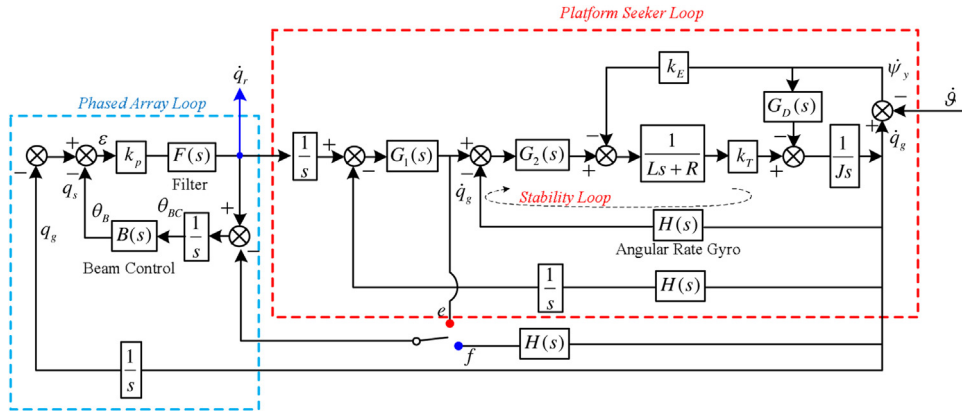 Platform Seeker Loop
Phased Array Loop
q̇_r
k_E
ψ̇_y
G_D(s)
ϑ̇
q̇_g
ε
k_p
F(s)
Filter
1/s
G_1(s)
G_2(s)
1/(Ls + R)
k_T
1/(Js)
q_s
q̇_g
Stability Loop
θ_B
θ_BC
B(s)
1/s
Beam Control
H(s)
Angular Rate Gyro
q_g
1/s
H(s)
e
f
H(s)
1/s